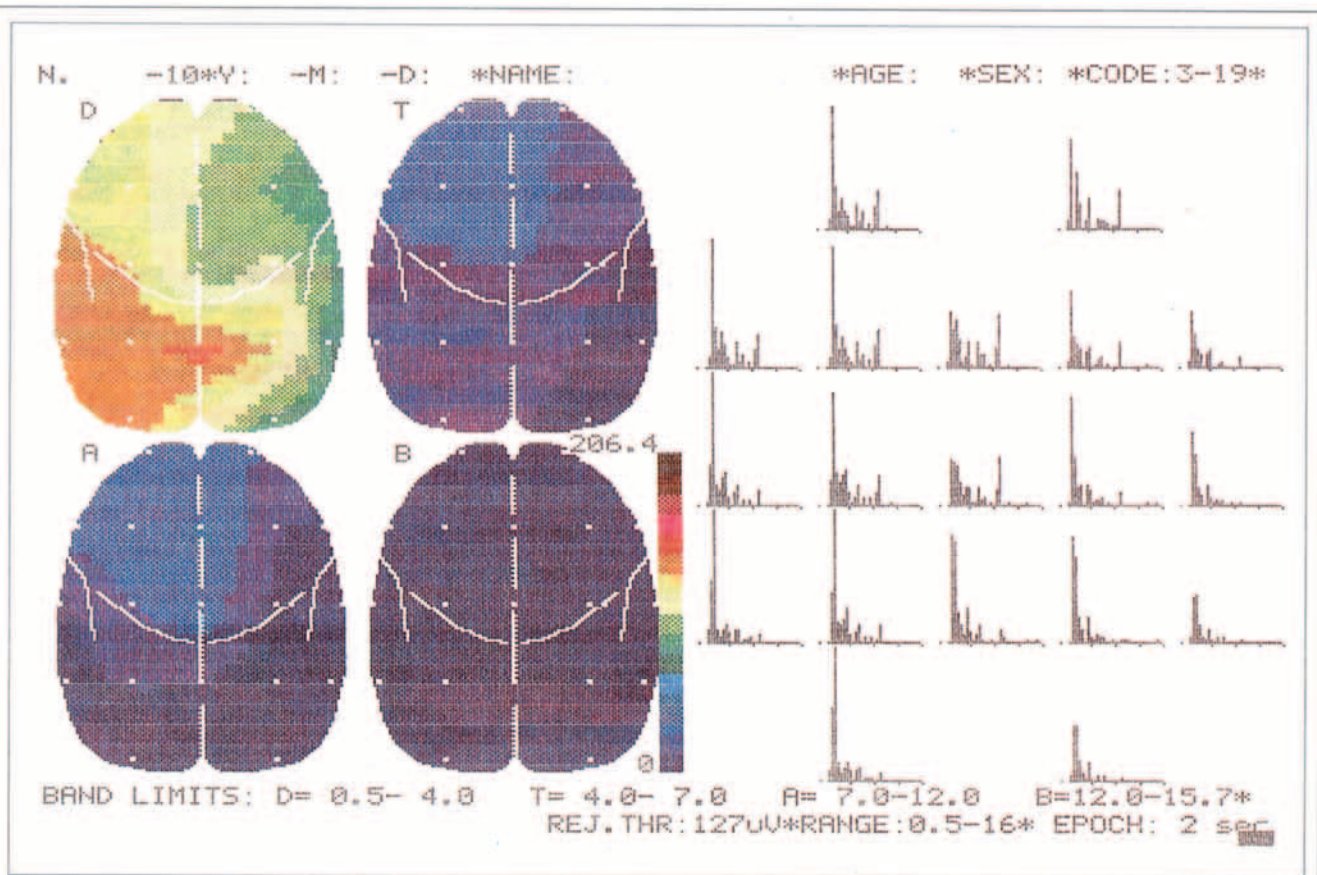 N. -10*Y: -M: -D: *NAME: *AGE: *SEX: *CODE:3-19*
D T
A B
206.4
0
BAND LIMITS: D= 0.5- 4.0 T= 4.0- 7.0 A= 7.0-12.0 B=12.0-15.7*
REJ.THR:127uV*RANGE:0.5-16* EPOCH: 2 sec